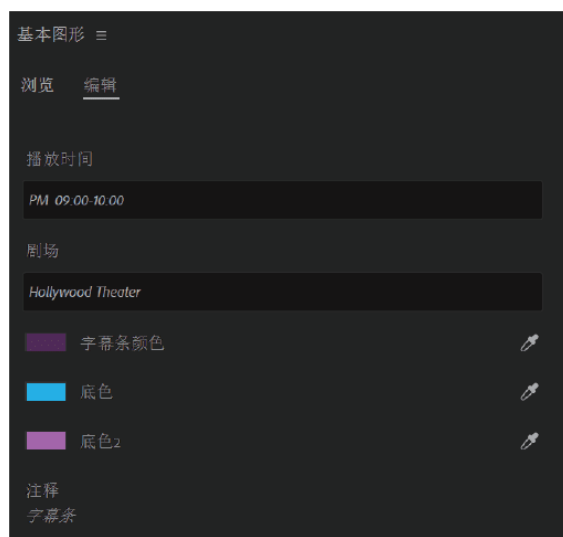 基本图形
浏览 编辑
播放时间
PM 09:00-10:00
剧场
Hollywood Theater
字幕条颜色
底色
底色2
注释
字幕条